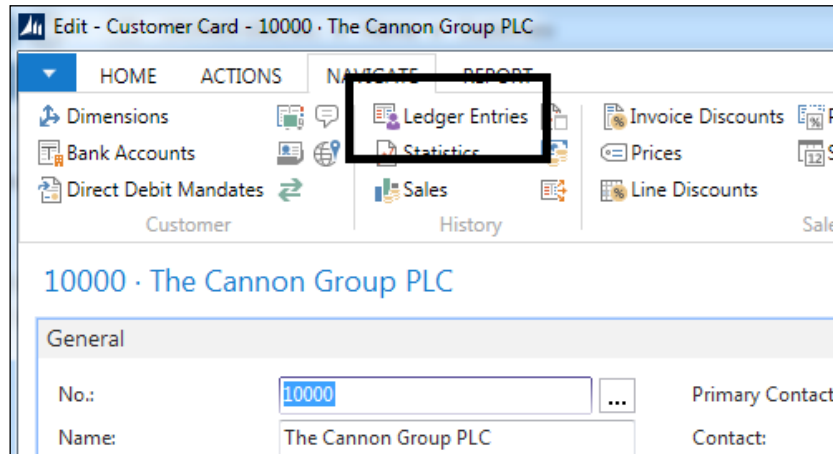 Edit - Customer Card - 10000 · The Cannon Group PLC
HOME ACTIONS NAVIGATE REPORT
Dimensions Ledger Entries Invoice Discounts
Bank Accounts Statistics Prices
Direct Debit Mandates Sales Line Discounts
Customer History
10000 · The Cannon Group PLC
General
No.: 10000 ... Primary Contact
Name: The Cannon Group PLC Contact: